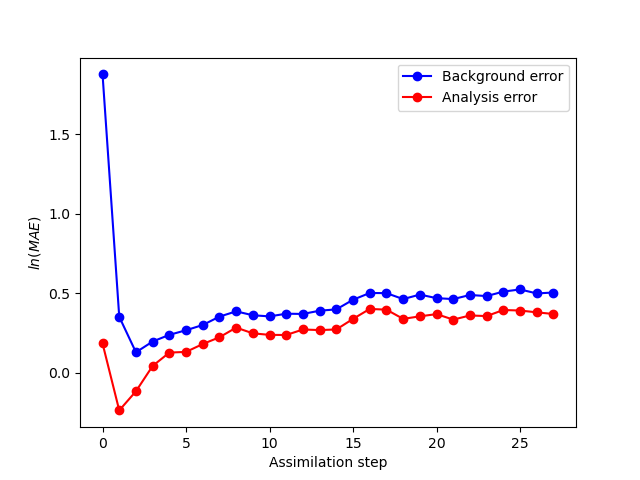 Background error
Analysis error
1.5
1.0
0.5
0.0
ln(MAE)
0 5 10 15 20 25
Assimilation step